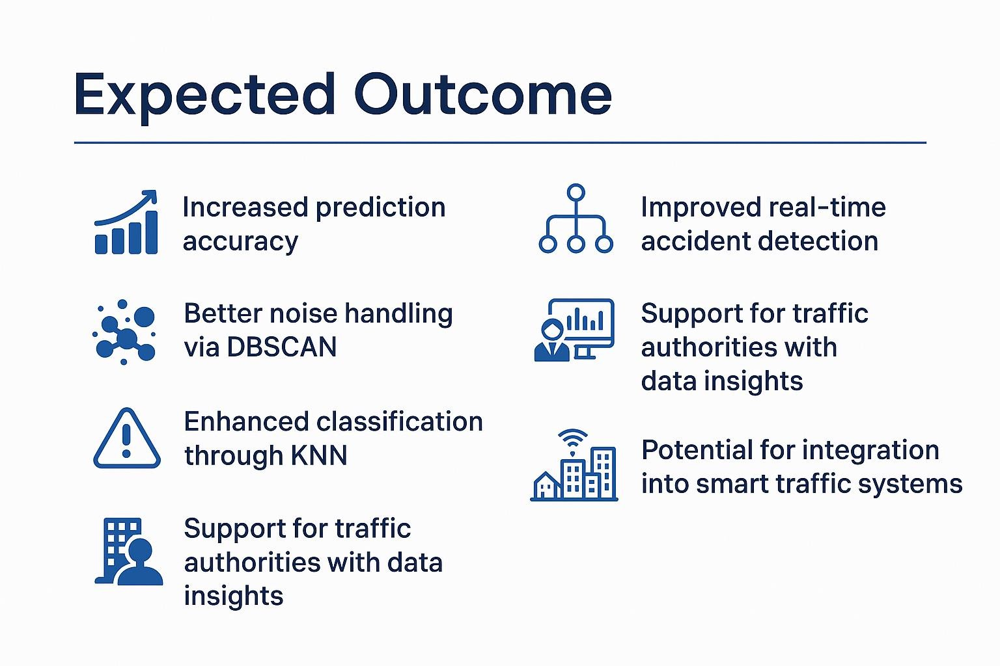 Expected Outcome
Increased prediction
accuracy
Better noise handling
via DBSCAN
Enhanced classification
through KNN
Support for traffic
authorities with data
insights
Improved real-time
accident detection
Support for traffic
authorities with
data insights
Potential for integration
into smart traffic systems